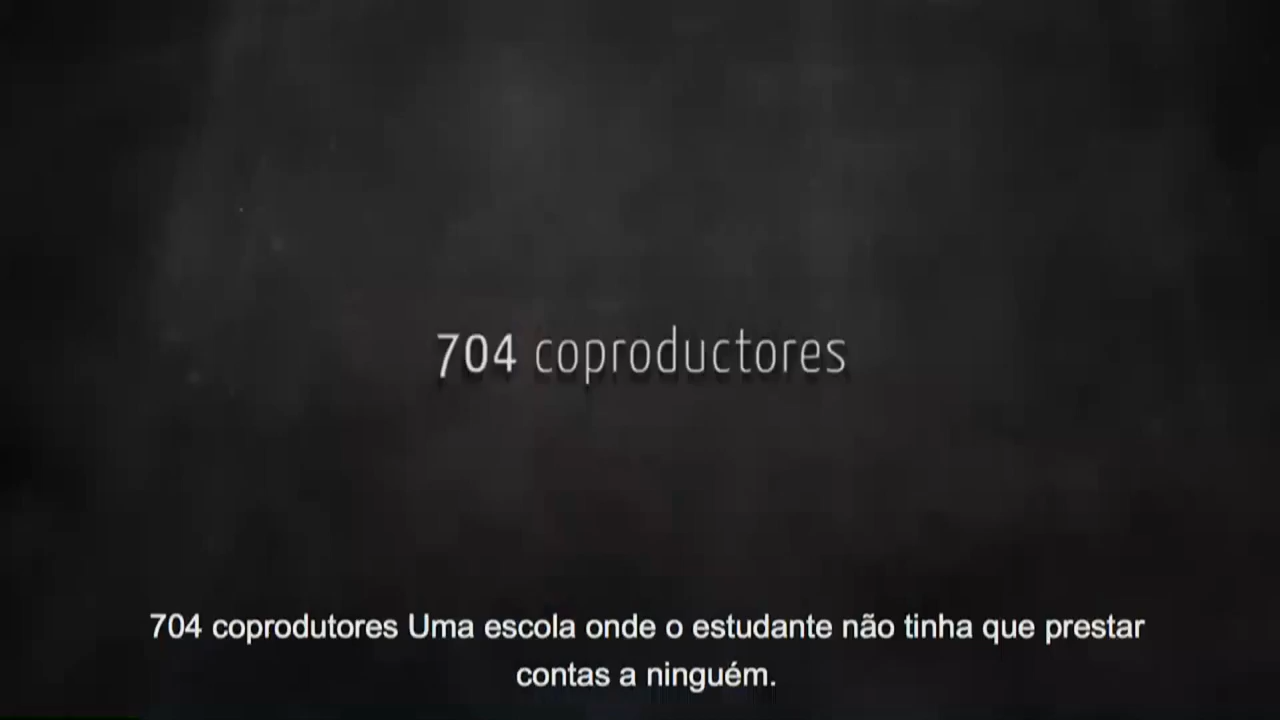 704 coproductores
704 coprodutores Uma escola onde o estudante não tinha que prestar
contas a ninguém.